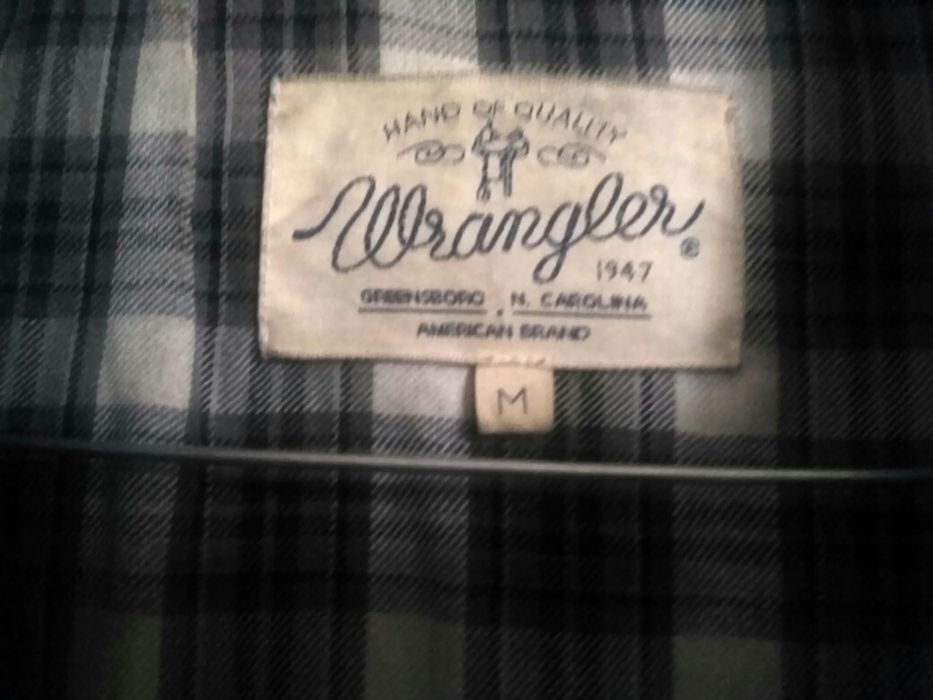 HAND OF QUALITY
Wrangler®
1947
GREENSBORO . N. CAROLINA
AMERICAN BRAND
M